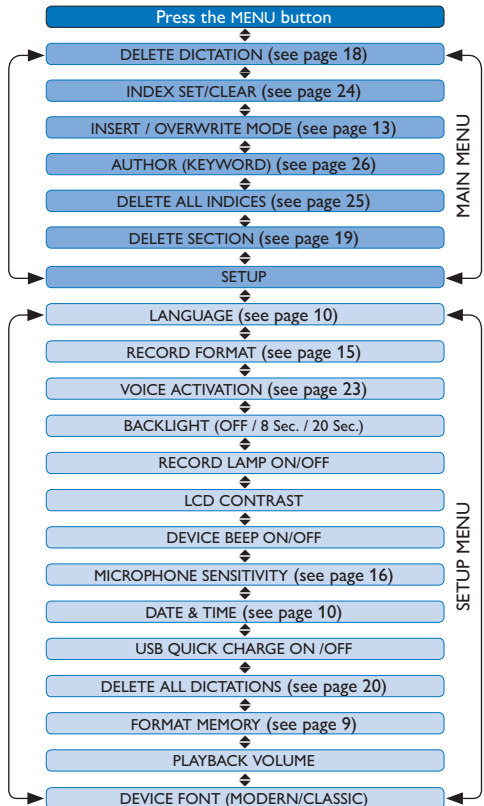 Press the MENU button
DELETE DICTATION (see page 18)
INDEX SET/CLEAR (see page 24)
INSERT / OVERWRITE MODE (see page 13)
AUTHOR (KEYWORD) (see page 26)
DELETE ALL INDICES (see page 25)
DELETE SECTION (see page 19)
SETUP
MAIN MENU
LANGUAGE (see page 10)
RECORD FORMAT (see page 15)
VOICE ACTIVATION (see page 23)
BACKLIGHT (OFF / 8 Sec. / 20 Sec.)
RECORD LAMP ON/OFF
LCD CONTRAST
DEVICE BEEP ON/OFF
MICROPHONE SENSITIVITY (see page 16)
DATE & TIME (see page 10)
USB QUICK CHARGE ON /OFF
DELETE ALL DICTATIONS (see page 20)
FORMAT MEMORY (see page 9)
PLAYBACK VOLUME
DEVICE FONT (MODERN/CLASSIC)
SETUP MENU